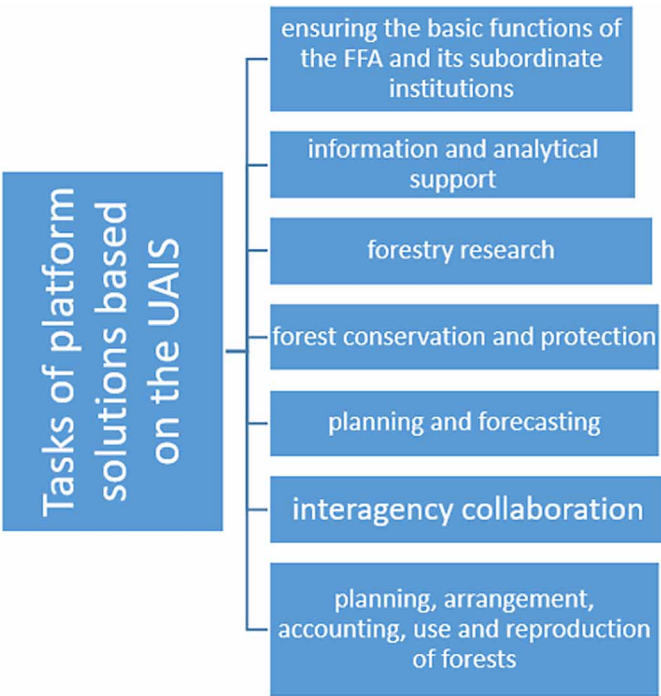 Tasks of platform
solutions based
on the UAIS
ensuring the basic functions of
the FFA and its subordinate
institutions
information and analytical
support
forestry research
forest conservation and protection
planning and forecasting
interagency collaboration
planning, arrangement,
accounting, use and reproduction
of forests